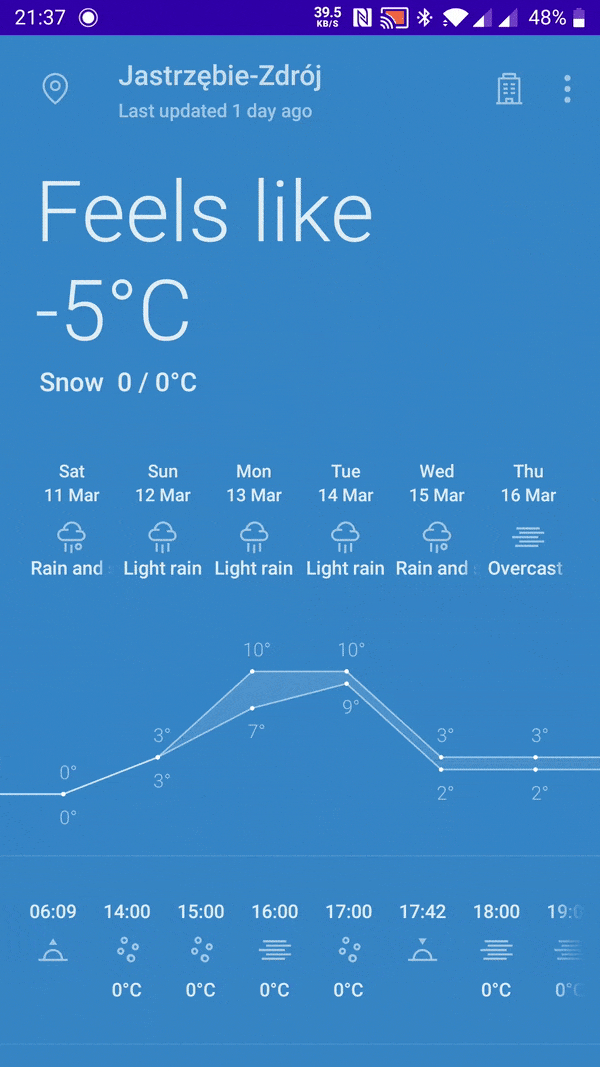 21:37 39.5 KB/S 48%
Jastrzębie-Zdrój
Last updated 1 day ago
Feels like
-5°C
Snow 0 / 0°C
Sat Sun Mon Tue Wed Thu
11 Mar 12 Mar 13 Mar 14 Mar 15 Mar 16 Mar
Rain and Light rain Light rain Light rain Rain and Overcast
10° 10°
9°
7°
3° 3° 3°
0° 3° 2° 2°
0°
06:09 14:00 15:00 16:00 17:00 17:42 18:00 19:0
0°C 0°C 0°C 0°C 0°C 0°C